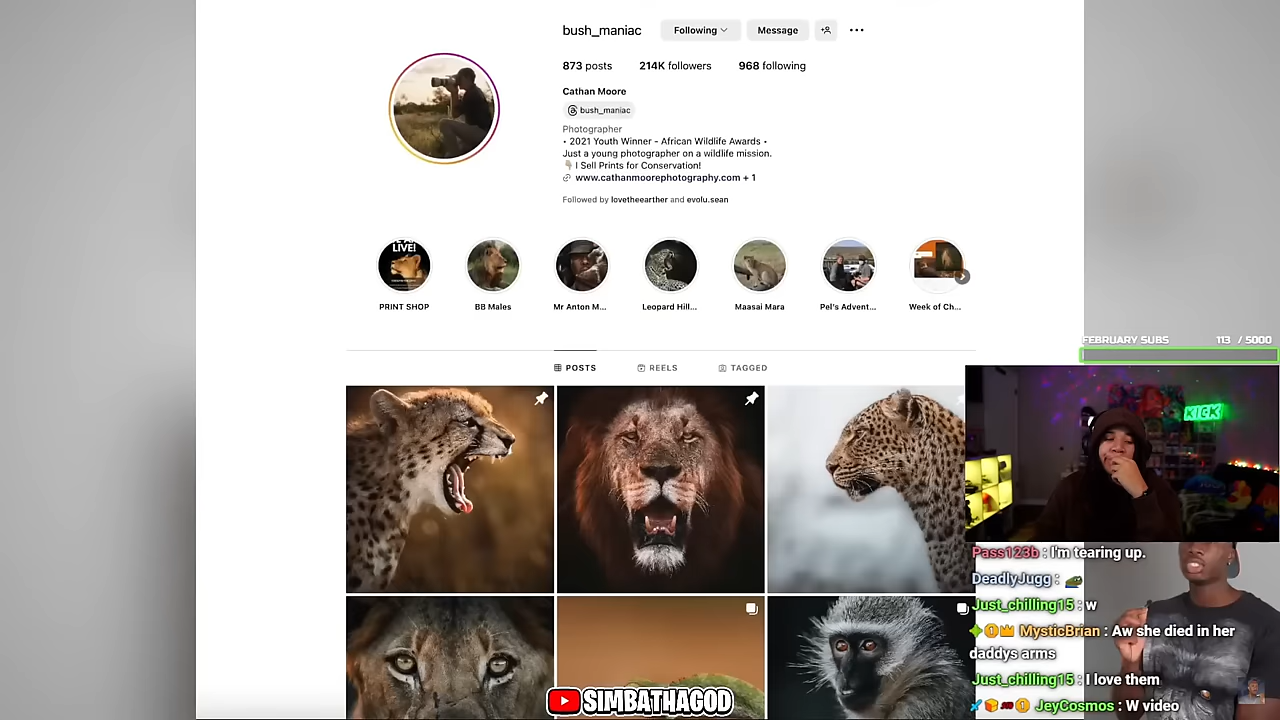 bush_maniac
Following
Message
873 posts
214K followers
968 following
Cathan Moore
bush_maniac
Photographer
• 2021 Youth Winner - African Wildlife Awards •
Just a young photographer on a wildlife mission.
I Sell Prints for Conservation!
www.cathanmoorephotography.com + 1
Followed by lovetheearther and evolu.sean
LIVE!
PRINT SHOP
BB Males
Mr Anton M...
Leopard Hill...
Maasai Mara
Pel's Advent...
Week of Ch...
POSTS
REELS
TAGGED
FEBRUARY SUBS
113 / 5000
KICK
Pass123b : I'm tearing up.
DeadlyJugg :
Just_chilling15 : w
MysticBrian : Aw she died in her
daddys arms
Just_chilling15 : I love them
JeyCosmos : W video
SIMBATHAGOD